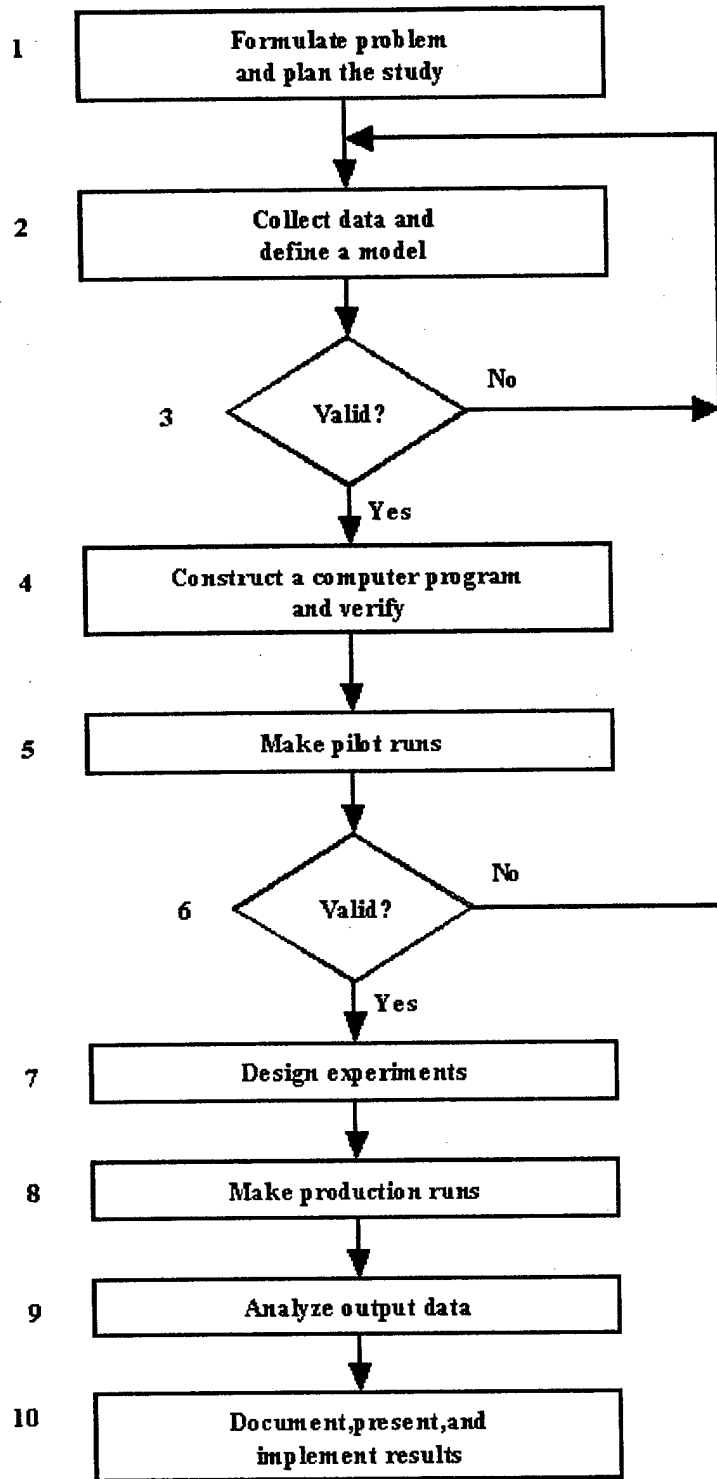 1
Formulate problem
and plan the study
2
Collect data and
define a model
3
Valid?
No
Yes
4
Construct a computer program
and verify
5
Make pilot runs
6
Valid?
No
Yes
7
Design experiments
8
Make production runs
9
Analyze output data
10
Document,present,and
implement results